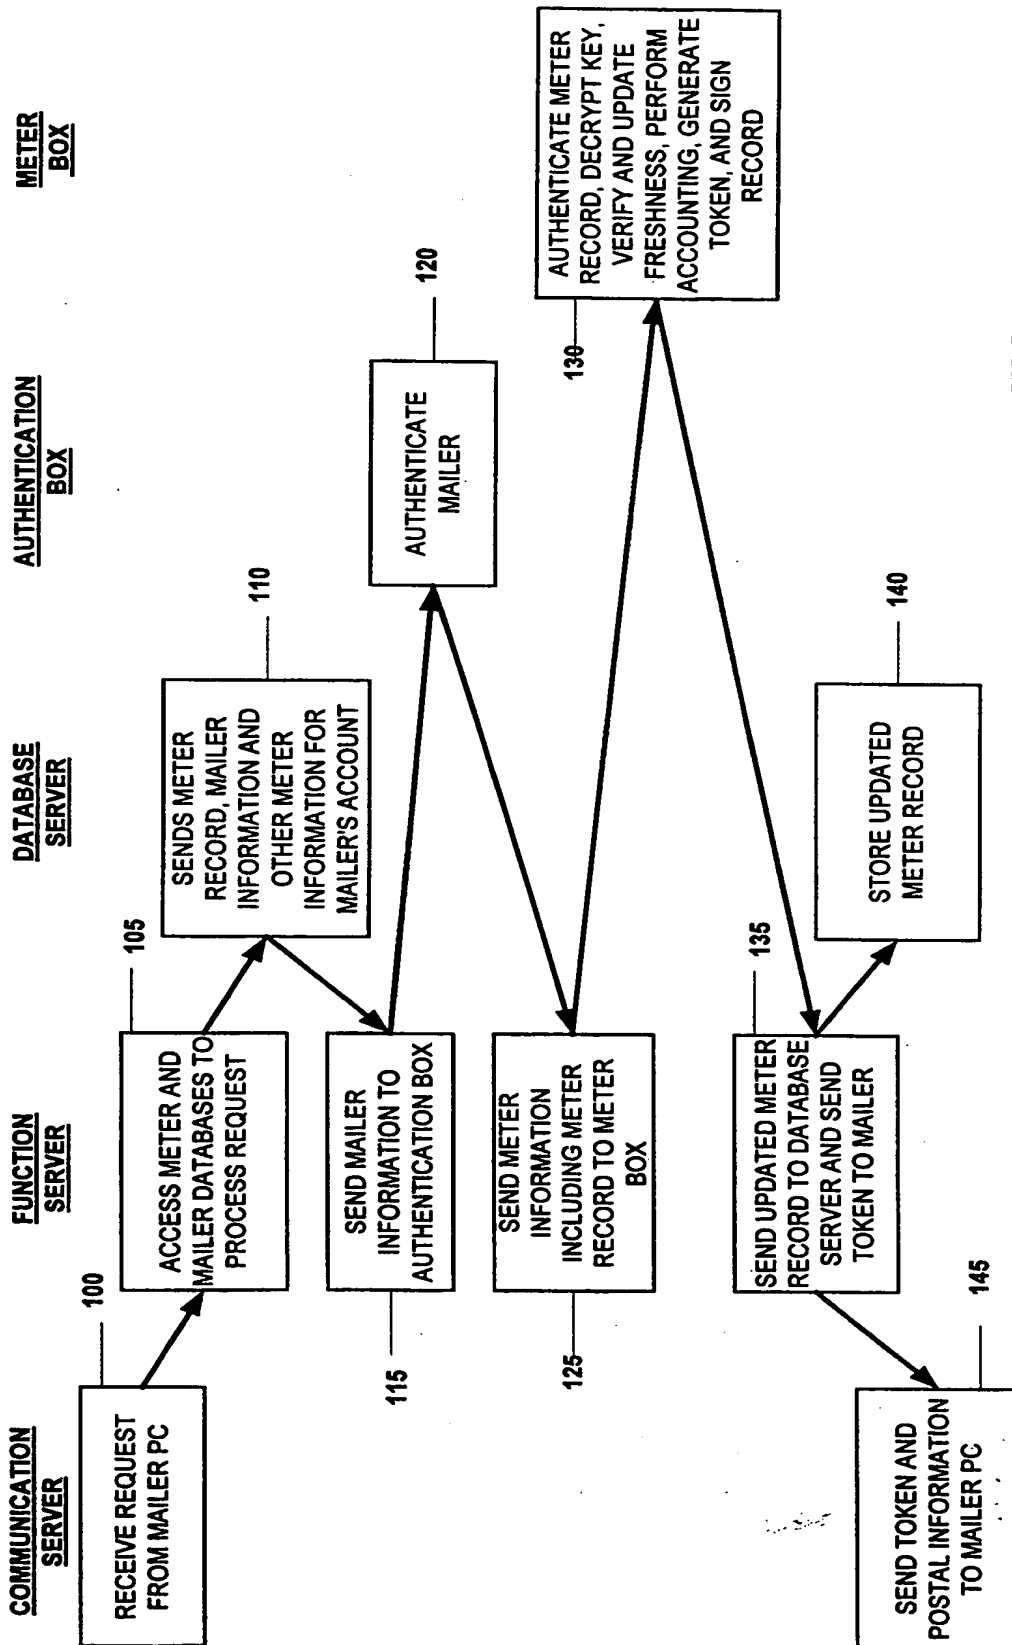 COMMUNICATION
SERVER
FUNCTION
SERVER
DATABASE
SERVER
AUTHENTICATION
BOX
METER
BOX
100
RECEIVE REQUEST
FROM MAILER PC
105
ACCESS METER AND
MAILER DATABASES TO
PROCESS REQUEST
110
SENDS METER
RECORD, MAILER
INFORMATION AND
OTHER METER
INFORMATION FOR
MAILER'S ACCOUNT
115
SEND MAILER
INFORMATION TO
AUTHENTICATION BOX
120
AUTHENTICATE
MAILER
125
SEND METER
INFORMATION
INCLUDING METER
RECORD TO METER
BOX
130
AUTHENTICATE METER
RECORD, DECRYPT KEY,
VERIFY AND UPDATE
FRESHNESS, PERFORM
ACCOUNTING, GENERATE
TOKEN, AND SIGN
RECORD
135
SEND UPDATED METER
RECORD TO DATABASE
SERVER AND SEND
TOKEN TO MAILER
140
STORE UPDATED
METER RECORD
145
SEND TOKEN AND
POSTAL INFORMATION
TO MAILER PC